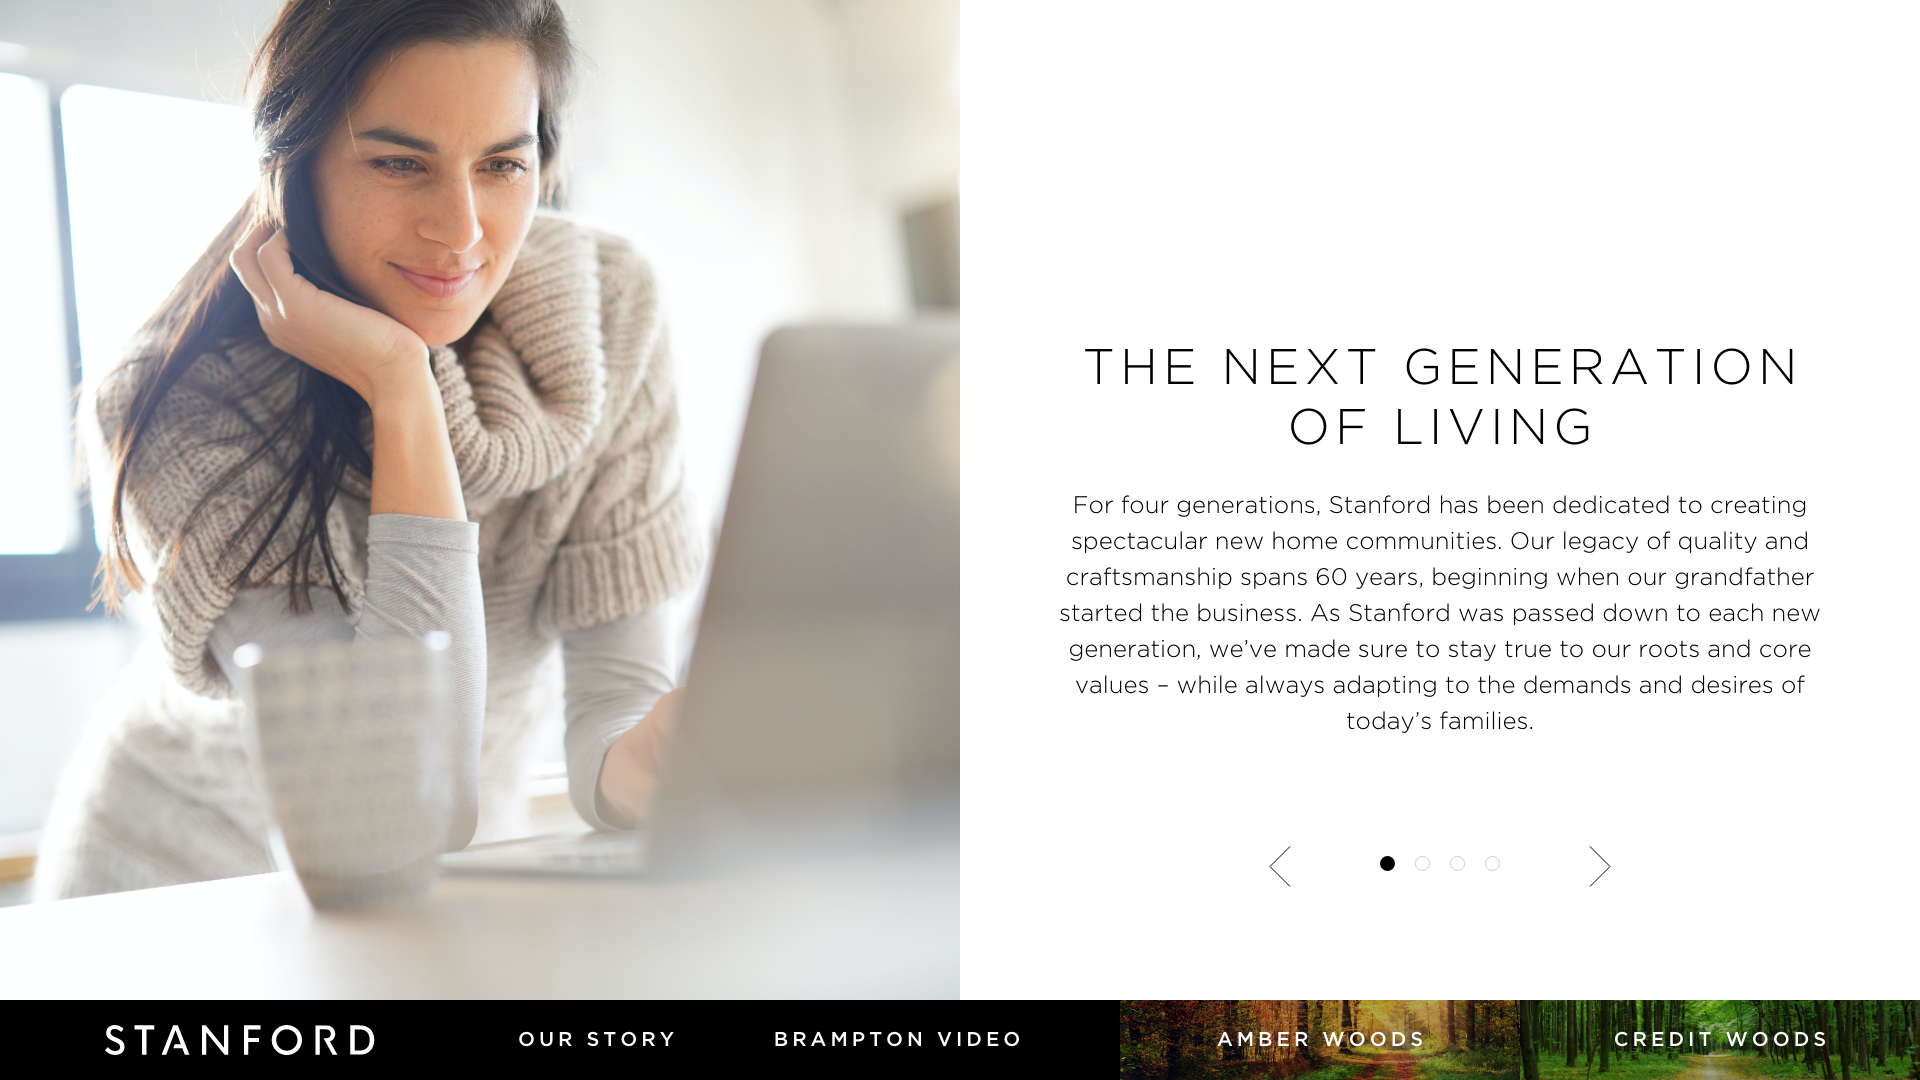 THE NEXT GENERATION
OF LIVING
For four generations, Stanford has been dedicated to creating
spectacular new home communities. Our legacy of quality and
craftsmanship spans 60 years, beginning when our grandfather
started the business. As Stanford was passed down to each new
generation, we’ve made sure to stay true to our roots and core
values – while always adapting to the demands and desires of
today’s families.
STANFORD
OUR STORY
BRAMPTON VIDEO
AMBER WOODS
CREDIT WOODS